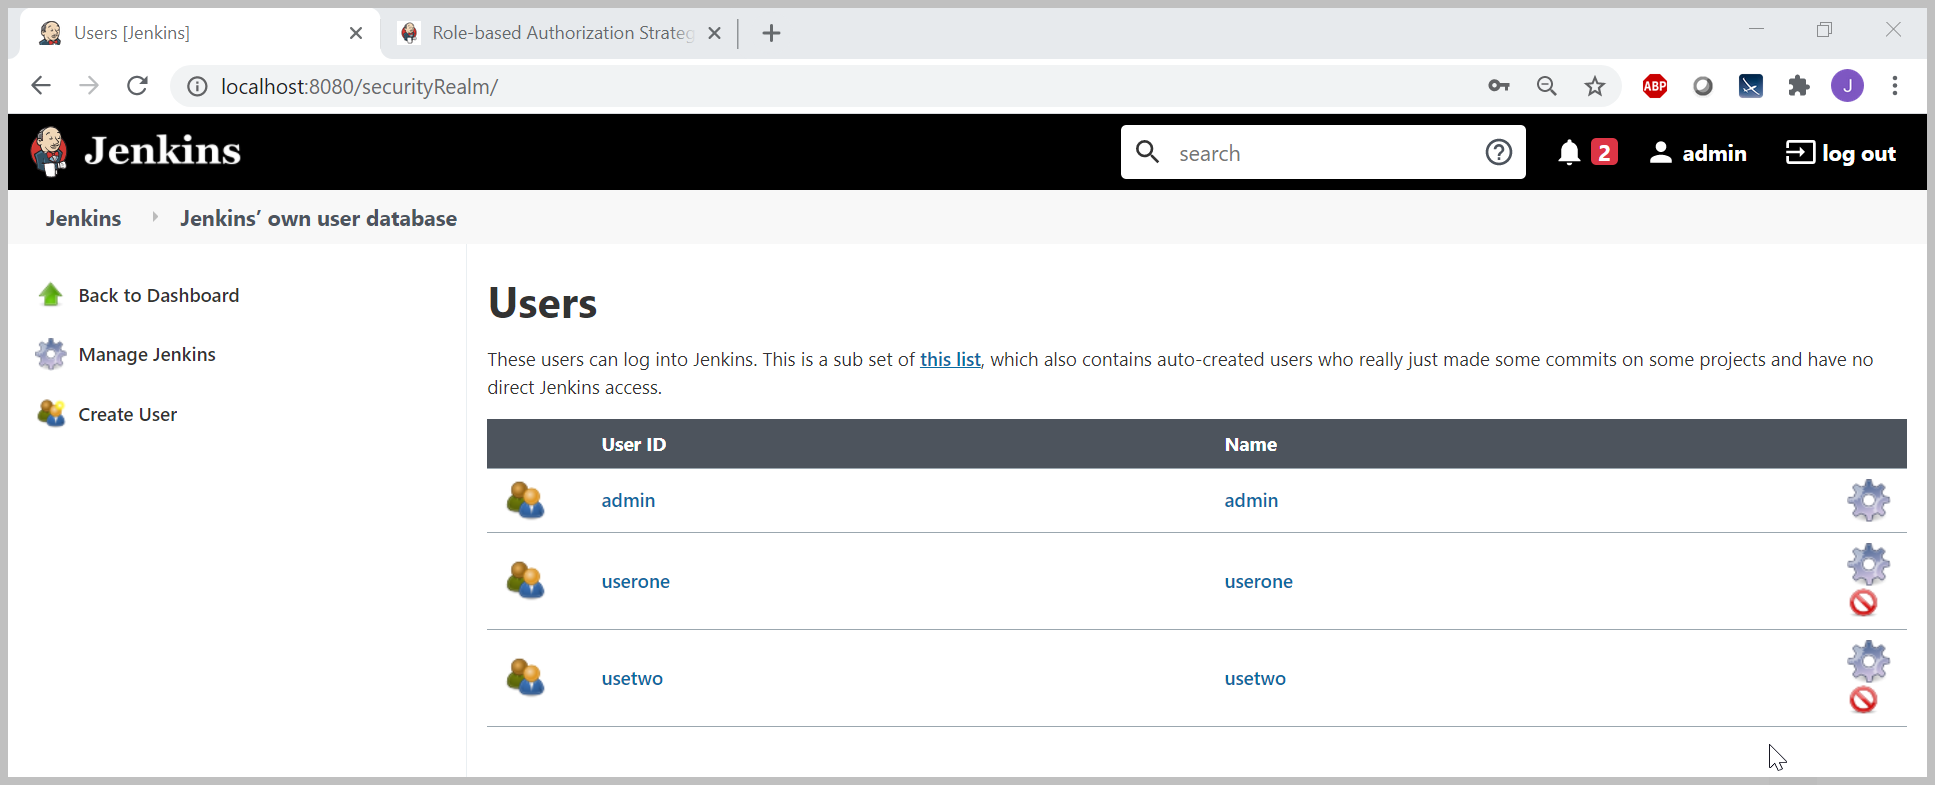 Users [Jenkins]
Role-based Authorization Strateg
localhost:8080/securityRealm/
ABP
J
Jenkins
search
2
admin
log out
Jenkins
Jenkins’ own user database
Back to Dashboard
Manage Jenkins
Create User
Users
These users can log into Jenkins. This is a sub set of this list, which also contains auto-created users who really just made some commits on some projects and have no
direct Jenkins access.
User ID Name
admin admin
userone userone
usetwo usetwo